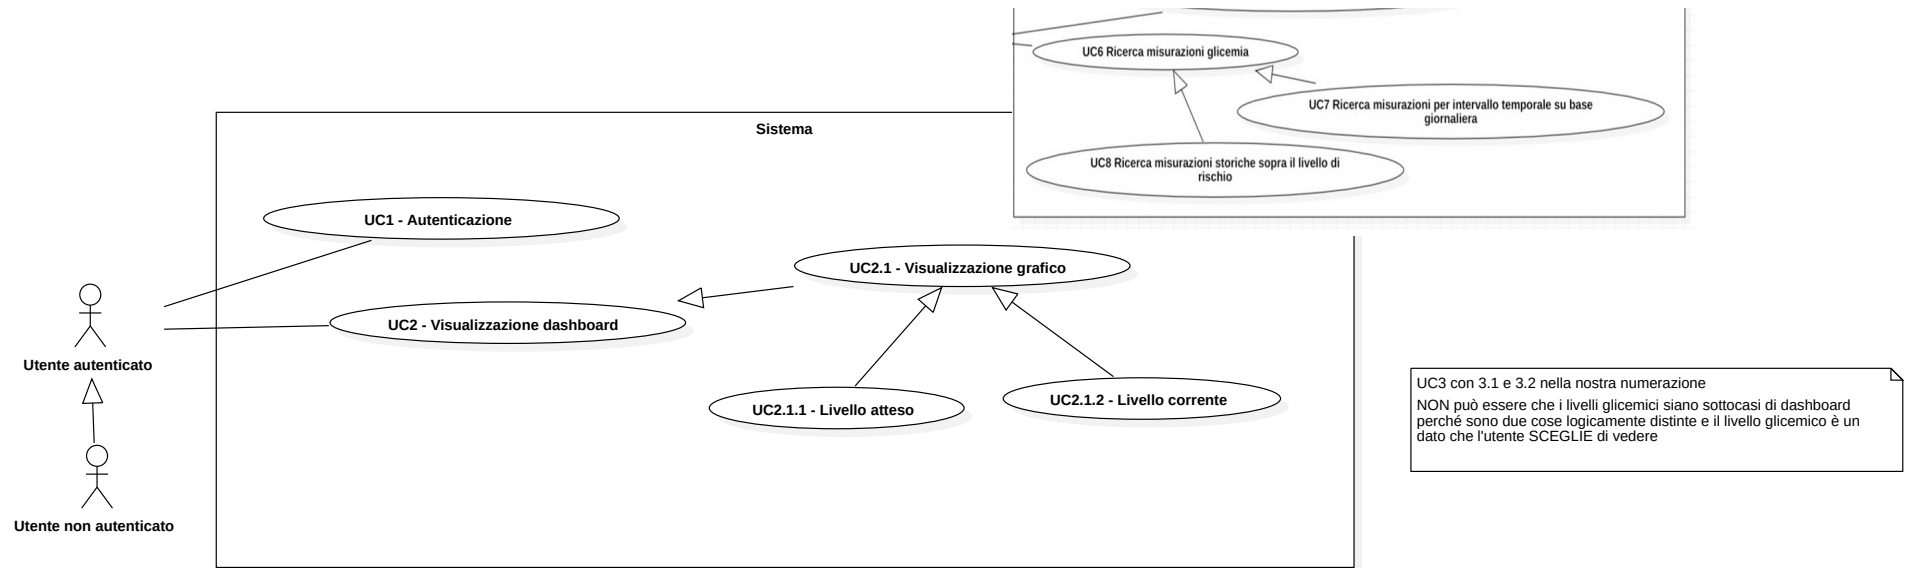 UC6 Ricerca misurazioni glicemia
UC7 Ricerca misurazioni per intervallo temporale su base
giornaliera
UC8 Ricerca misurazioni storiche sopra il livello di
rischio
Sistema
UC1 - Autenticazione
UC2.1 - Visualizzazione grafico
UC2 - Visualizzazione dashboard
UC2.1.1 - Livello atteso
UC2.1.2 - Livello corrente
Utente autenticato
Utente non autenticato
UC3 con 3.1 e 3.2 nella nostra numerazione
NON può essere che i livelli glicemici siano sottocasi di dashboard
perché sono due cose logicamente distinte e il livello glicemico è un
dato che l'utente SCEGLIE di vedere